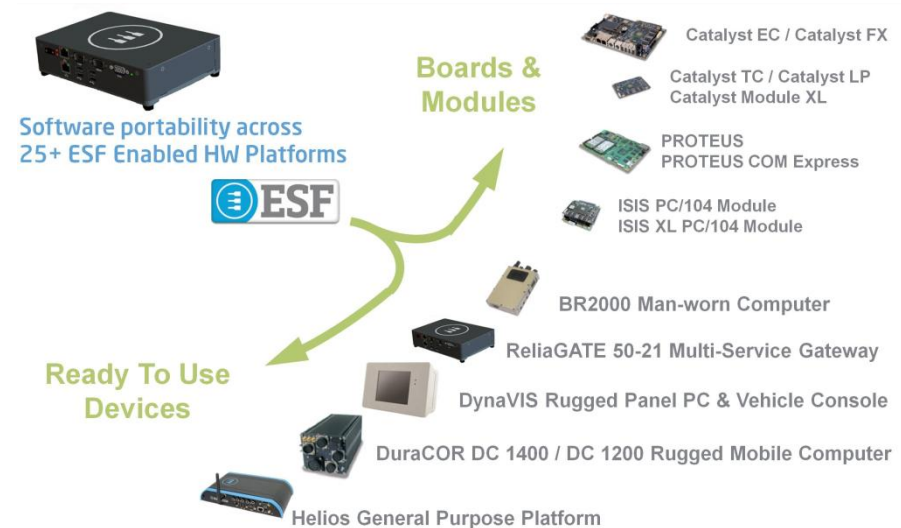 Software portability across
25+ ESF Enabled HW Platforms
ESF
Boards &
Modules
Catalyst EC / Catalyst FX
Catalyst TC / Catalyst LP
Catalyst Module XL
PROTEUS
PROTEUS COM Express
ISIS PC/104 Module
ISIS XL PC/104 Module
Ready To Use
Devices
BR2000 Man-worn Computer
ReliaGATE 50-21 Multi-Service Gateway
DynaVIS Rugged Panel PC & Vehicle Console
DuraCOR DC 1400 / DC 1200 Rugged Mobile Computer
Helios General Purpose Platform